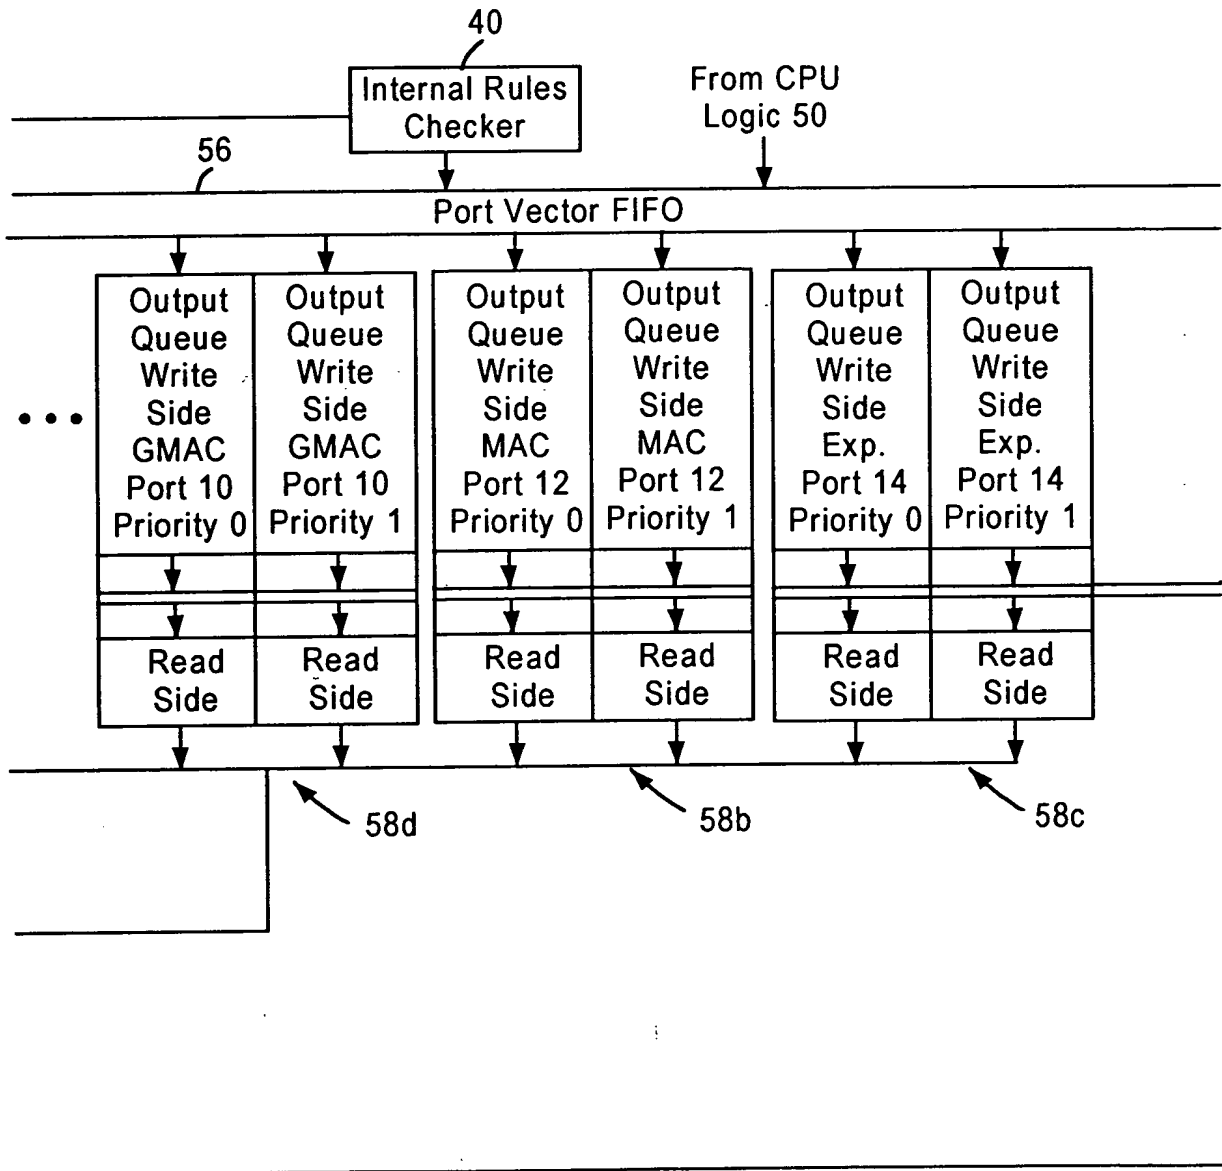 40
Internal Rules
Checker
From CPU
Logic 50
56
Port Vector FIFO
Output
Queue
Write
Side
GMAC
Port 10
Priority 0
Output
Queue
Write
Side
GMAC
Port 10
Priority 1
Output
Queue
Write
Side
MAC
Port 12
Priority 0
Output
Queue
Write
Side
MAC
Port 12
Priority 1
Output
Queue
Write
Side
Exp.
Port 14
Priority 0
Output
Queue
Write
Side
Exp.
Port 14
Priority 1
Read
Side
Read
Side
Read
Side
Read
Side
Read
Side
Read
Side
58d
58b
58c